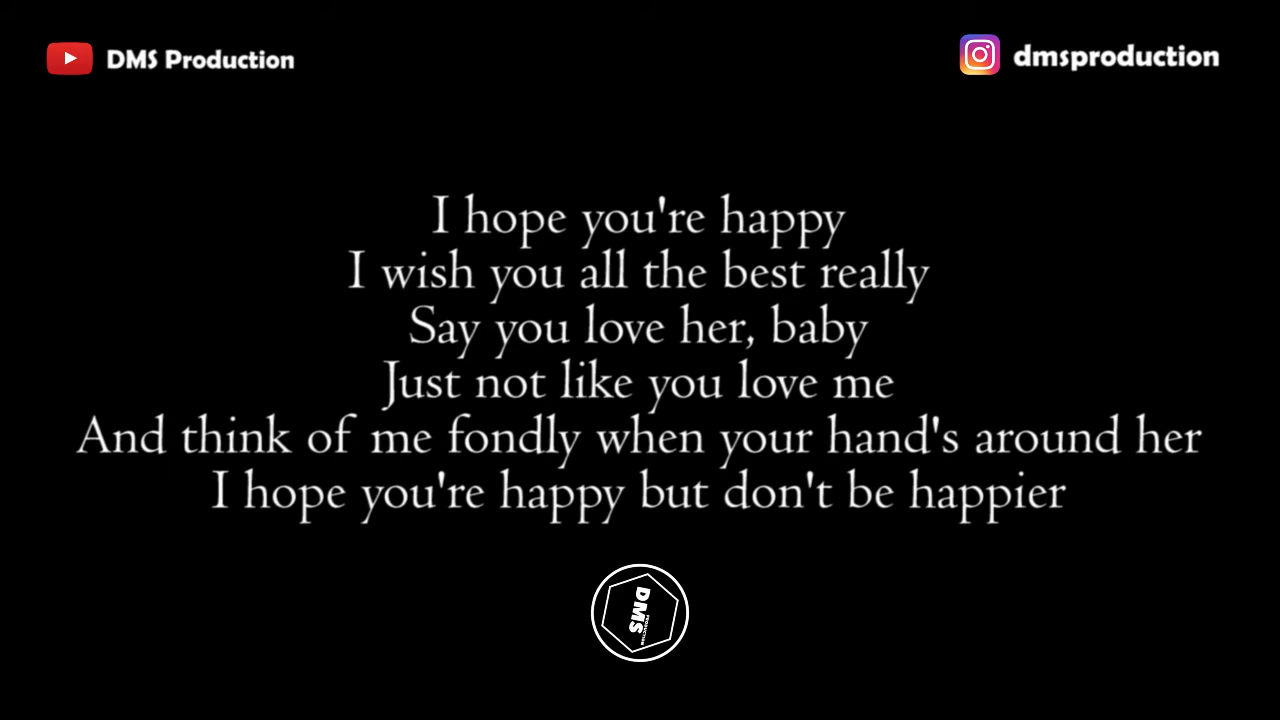 DMS Production
dmsproduction
I hope you're happy
I wish you all the best really
Say you love her, baby
Just not like you love me
And think of me fondly when your hand's around her
I hope you're happy but don't be happier
DMS
PRODUCTION